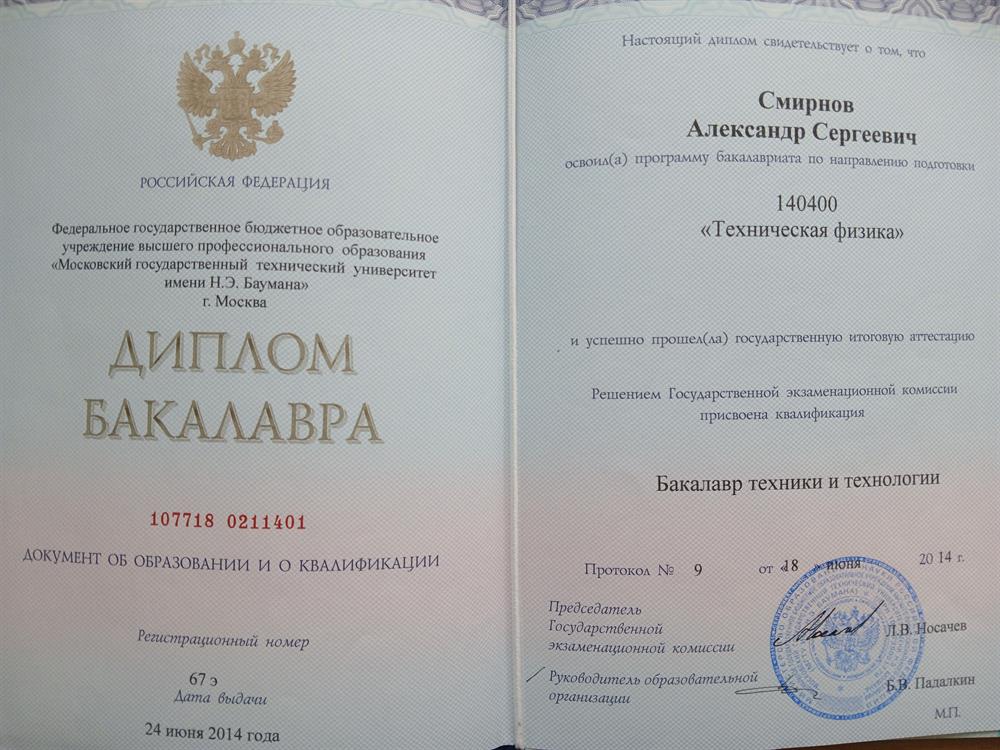 РОССИЙСКАЯ ФЕДЕРАЦИЯ
Федеральное государственное бюджетное образовательное
учреждение высшего профессионального образования
«Московский государственный технический университет
имени Н.Э. Баумана»
г. Москва
ДИПЛОМ
БАКАЛАВРА
107718 0211401
ДОКУМЕНТ ОБ ОБРАЗОВАНИИ И О КВАЛИФИКАЦИИ
Регистрационный номер
67 э
Дата выдачи
24 июня 2014 года
Настоящий диплом свидетельствует о том, что
Смирнов
Александр Сергеевич
освоил(а) программу бакалавриата по направлению подготовки
140400
«Техническая физика»
и успешно прошел(ла) государственную итоговую аттестацию
Решением Государственной экзаменационной комиссии
присвоена квалификация
Бакалавр техники и технологии
Протокол № 9 от «18 » июня 20 14 г.
Председатель
Государственной
экзаменационной комиссии
Л.В. Носачев
Руководитель образовательной
организации
Б.В. Падалкин
М.П.